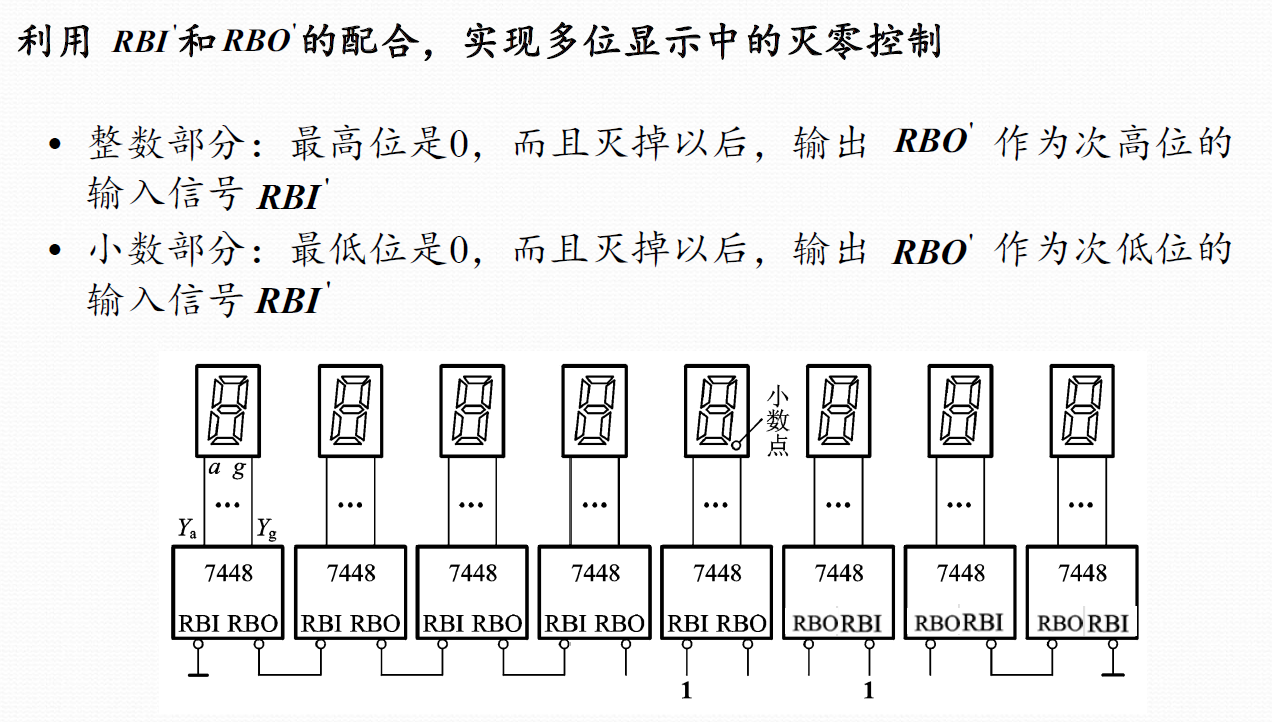 利用 RBI'和RBO'的配合，实现多位显示中的灭零控制
• 整数部分：最高位是0，而且灭掉以后，输出 RBO' 作为次高位的
输入信号 RBI'
• 小数部分：最低位是0，而且灭掉以后，输出 RBO' 作为次低位的
输入信号 RBI'
小数点
a g
... ... ... ... ... ... ... ...
Ya Yg
7448 7448 7448 7448 7448 7448 7448 7448
RBI RBO RBI RBO RBI RBO RBI RBO RBI RBO RBO RBI RBO RBI RBO RBI
1 1